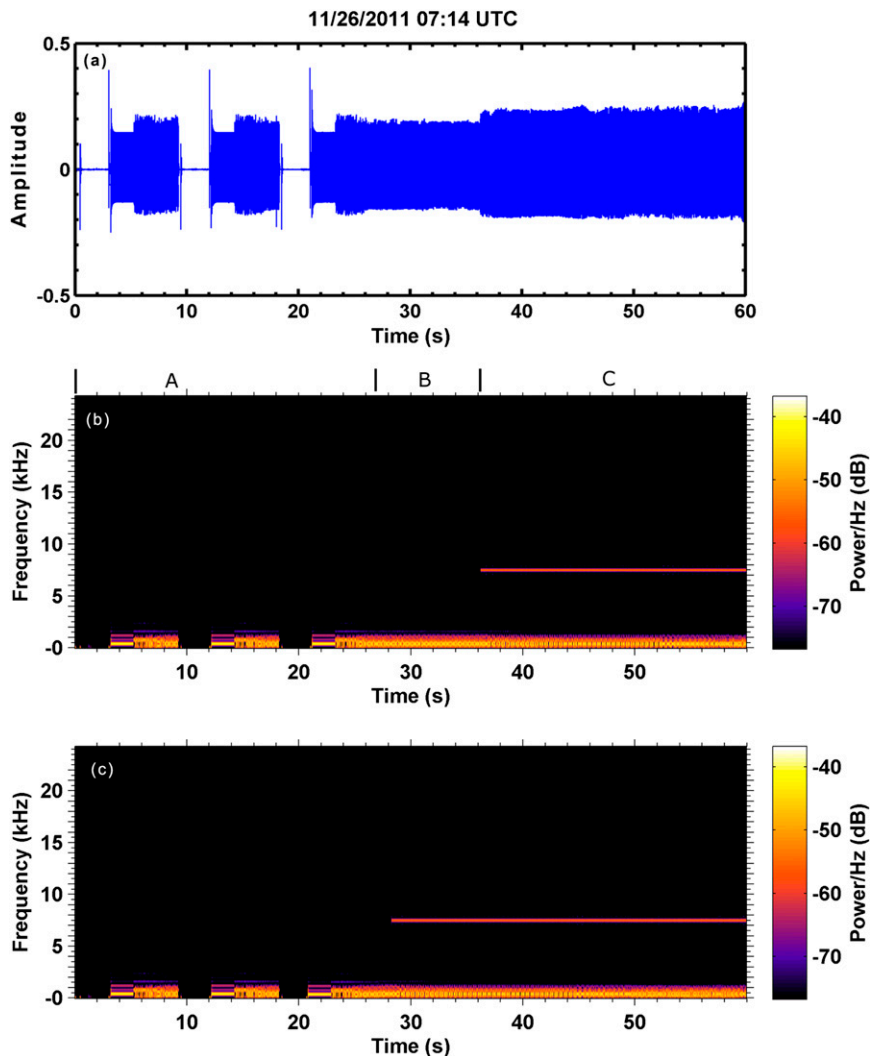 11/26/2011 07:14 UTC
(a)
0.5
0
-0.5
Amplitude
0 10 20 30 40 50 60
Time (s)
A B C
(b)
20
15
10
5
-0
Frequency (kHz)
10 20 30 40 50
Time (s)
-40
-50
-60
-70
Power/Hz (dB)
(c)
20
15
10
5
-0
Frequency (kHz)
10 20 30 40 50
Time (s)
-40
-50
-60
-70
Power/Hz (dB)